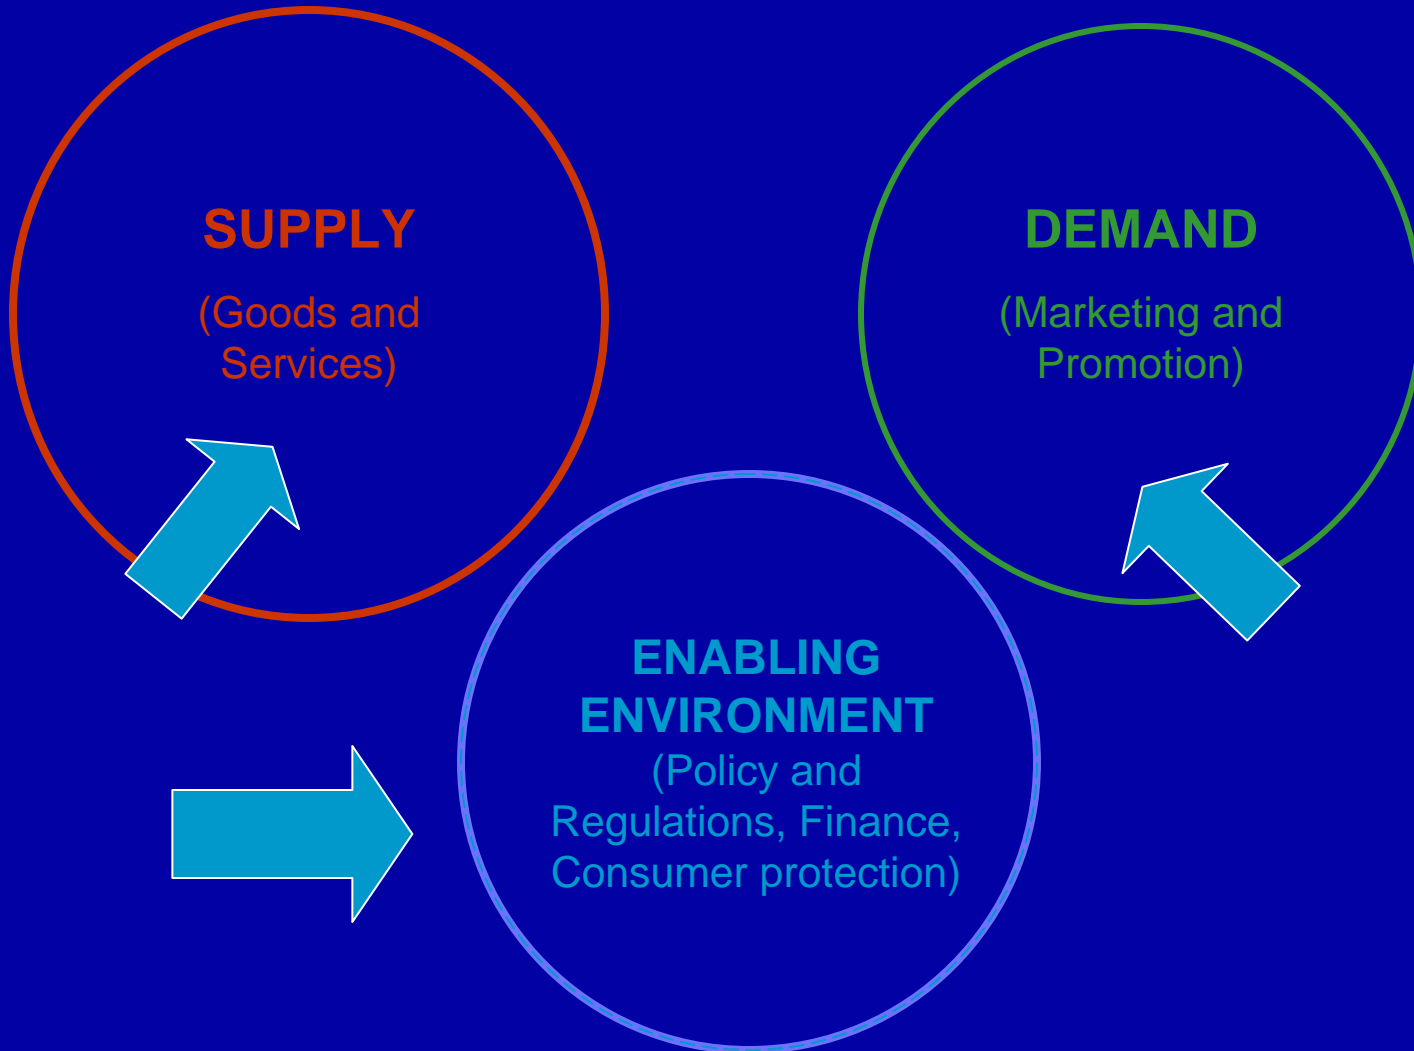 SUPPLY
(Goods and
Services)
DEMAND
(Marketing and
Promotion)
ENABLING
ENVIRONMENT
(Policy and
Regulations, Finance,
Consumer protection)